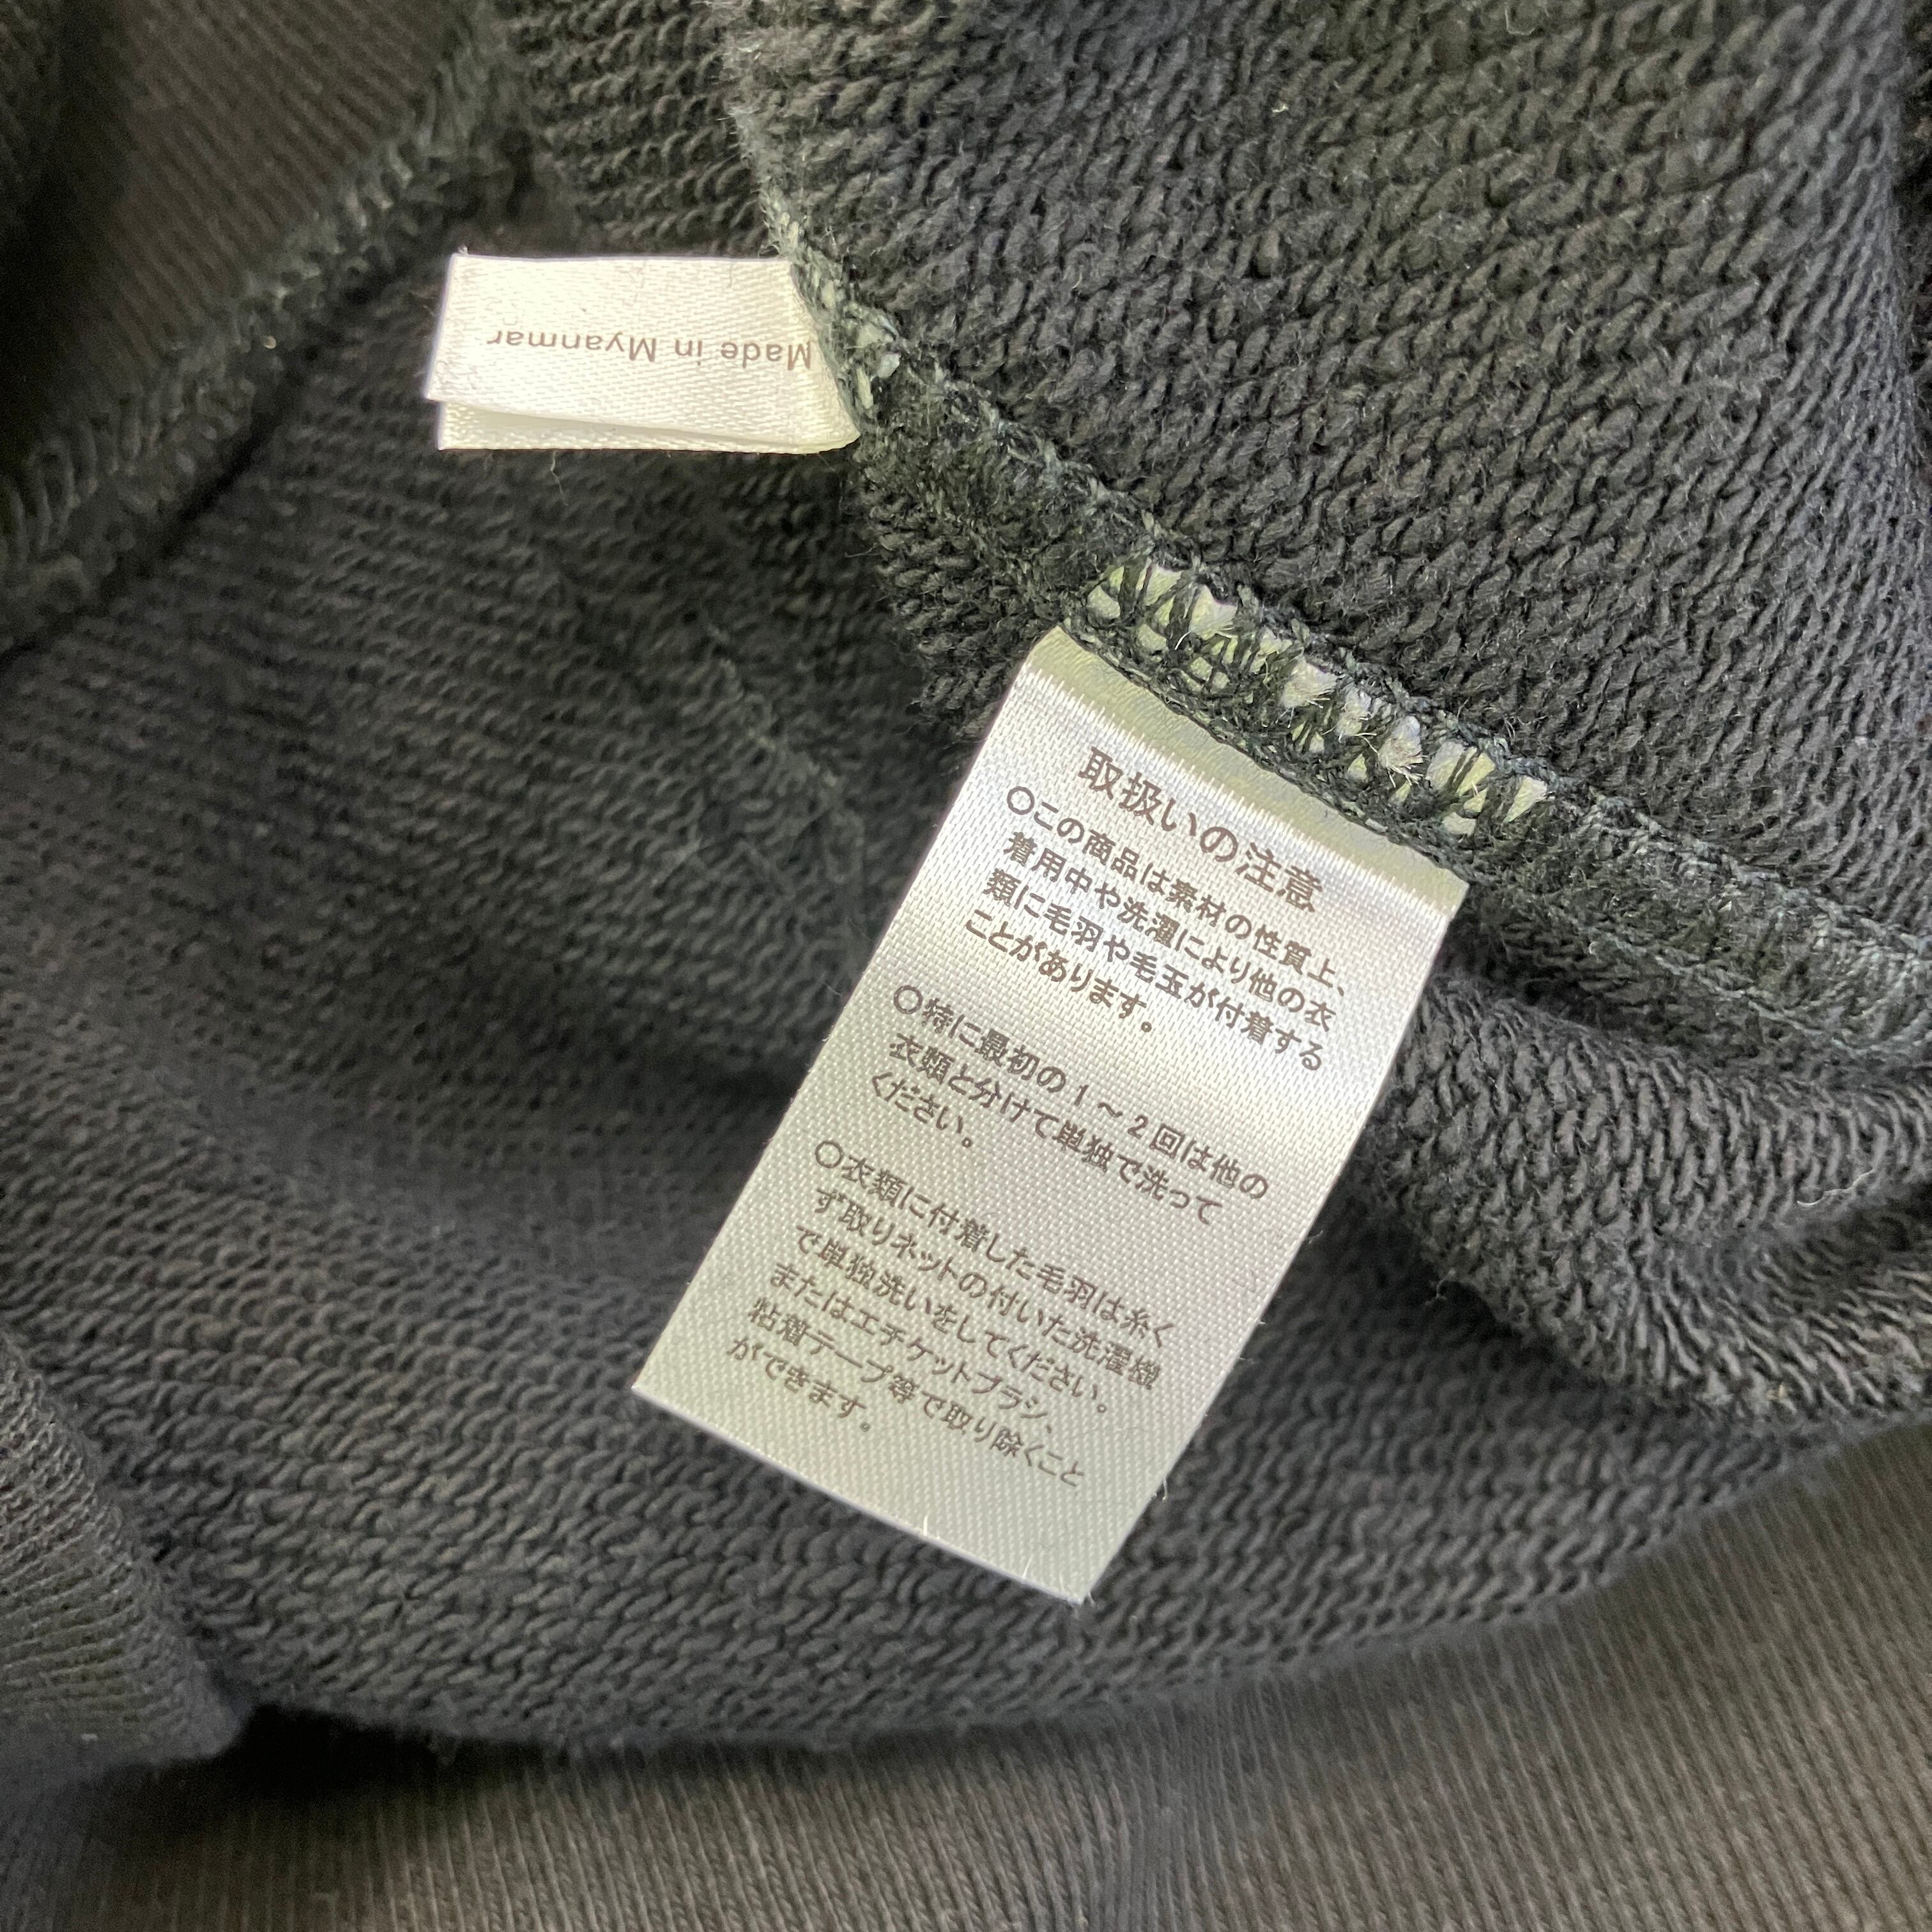 Made in Myanmar
取扱いの注意
○この商品は素材の性質上、
着用中や洗濯により他の衣
類に毛羽や毛玉が付着する
ことがあります。
○特に最初の1～2回は他の
衣類と分けて単独で洗って
ください。
○衣類に付着した毛羽は糸く
ず取りネットの付いた洗濯機
で単独洗いをしてください。
またはエチケットブラシ、
粘着テープ等で取り除くこと
ができます。